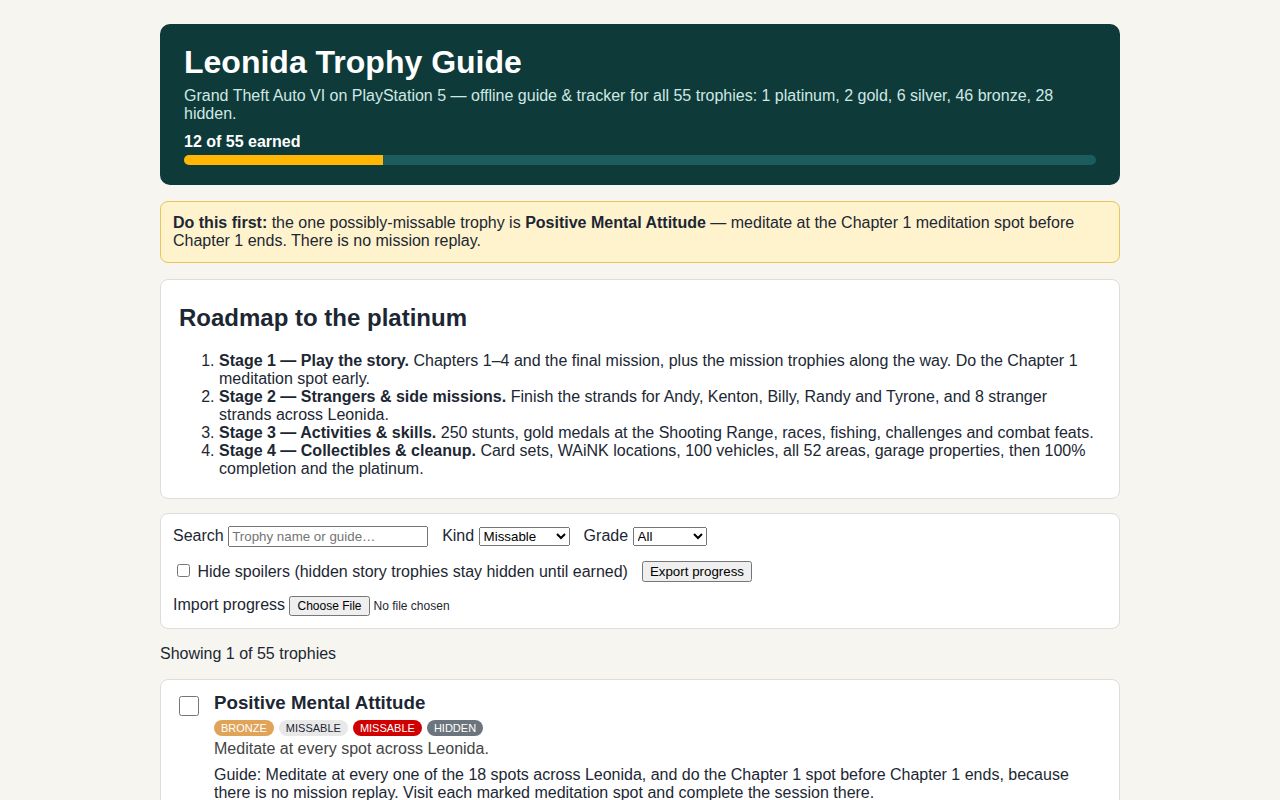 Leonida Trophy Guide
Grand Theft Auto VI on PlayStation 5 — offline guide & tracker for all 55 trophies: 1 platinum, 2 gold, 6 silver, 46 bronze, 28
hidden.
12 of 55 earned
Do this first: the one possibly-missable trophy is Positive Mental Attitude — meditate at the Chapter 1 meditation spot before
Chapter 1 ends. There is no mission replay.
Roadmap to the platinum
1. Stage 1 — Play the story. Chapters 1–4 and the final mission, plus the mission trophies along the way. Do the Chapter 1
meditation spot early.
2. Stage 2 — Strangers & side missions. Finish the strands for Andy, Kenton, Billy, Randy and Tyrone, and 8 stranger
strands across Leonida.
3. Stage 3 — Activities & skills. 250 stunts, gold medals at the Shooting Range, races, fishing, challenges and combat feats.
4. Stage 4 — Collectibles & cleanup. Card sets, WAiNK locations, 100 vehicles, all 52 areas, garage properties, then 100%
completion and the platinum.
Search Trophy name or guide… Kind Missable Grade All
Hide spoilers (hidden story trophies stay hidden until earned) Export progress
Import progress Choose File No file chosen
Showing 1 of 55 trophies
Positive Mental Attitude
BRONZE MISSABLE MISSABLE HIDDEN
Meditate at every spot across Leonida.
Guide: Meditate at every one of the 18 spots across Leonida, and do the Chapter 1 spot before Chapter 1 ends, because
there is no mission replay. Visit each marked meditation spot and complete the session there.